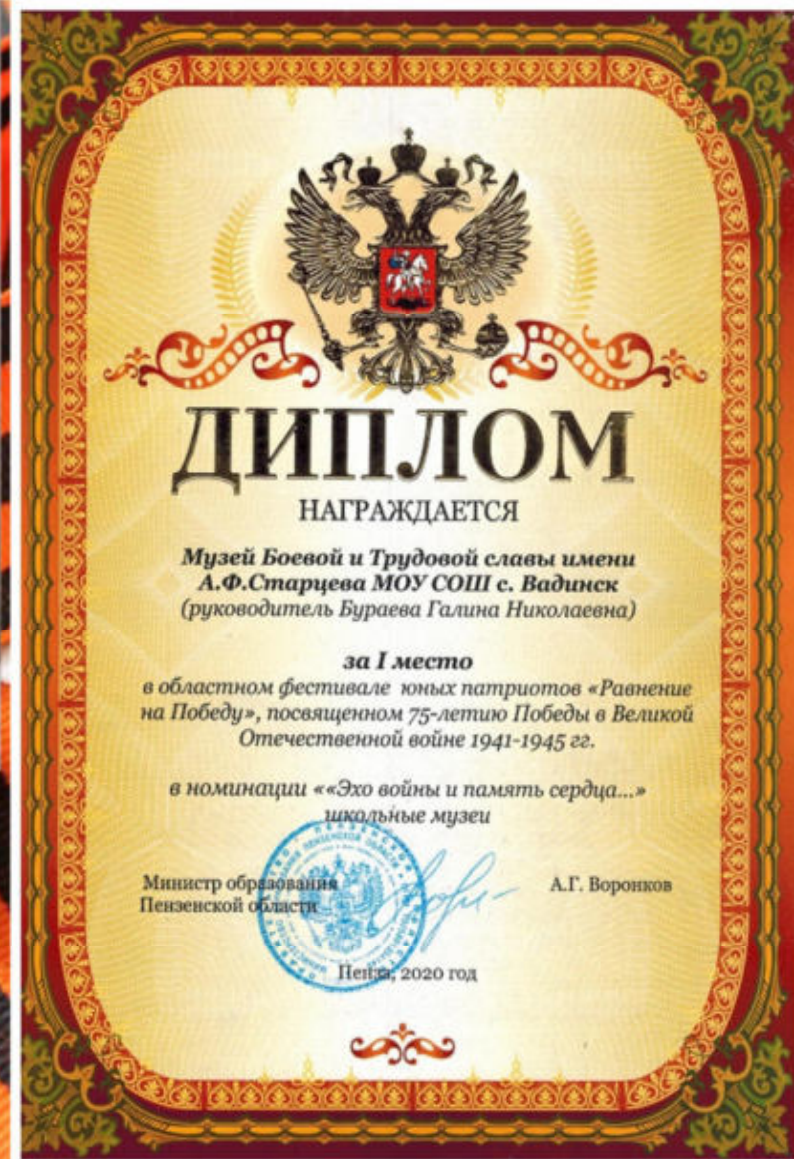 ДИПЛОМ
НАГРАЖДАЕТСЯ
Музей Боевой и Трудовой славы имени
А.Ф.Старцева МОУ СОШ с. Вадинск
(руководитель Бураева Галина Николаевна)
за I место
в областном фестивале юных патриотов «Равнение
на Победу», посвященном 75-летию Победы в Великой
Отечественной войне 1941-1945 гг.
в номинации ««Эхо войны и память сердца...»
школьные музеи
Министр образования
Пензенской области
А.Г. Воронков
Пенза, 2020 год